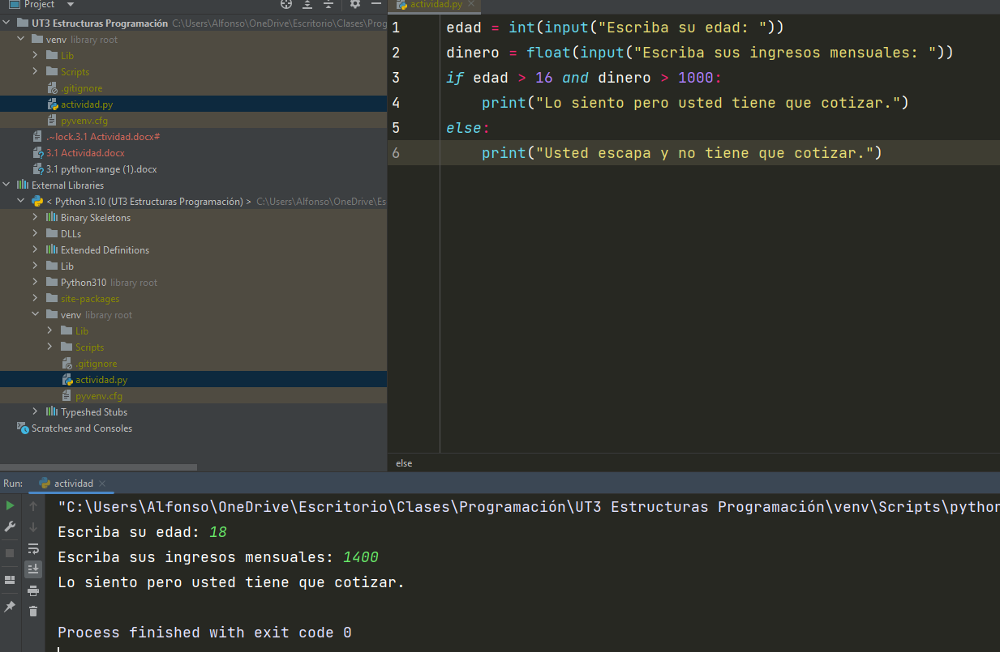 Project
UT3 Estructuras Programación C:\Users\Alfonso\OneDrive\Escritorio\Clases\Prog
venv library root
Lib
Scripts
.gitignore
actividad.py
pyvenv.cfg
.~lock.3.1 Actividad.docx#
3.1 Actividad.docx
3.1 python-range (1).docx
External Libraries
< Python 3.10 (UT3 Estructuras Programación) > C:\Users\Alfonso\OneDrive\Es
Binary Skeletons
DLLs
Extended Definitions
Lib
Python310 library root
site-packages
venv library root
Lib
Scripts
.gitignore
actividad.py
pyvenv.cfg
Typeshed Stubs
Scratches and Consoles
actividad.py
1 edad = int(input("Escriba su edad: "))
2 dinero = float(input("Escriba sus ingresos mensuales: "))
3 if edad > 16 and dinero > 1000:
4 print("Lo siento pero usted tiene que cotizar.")
5 else:
6 print("Usted escapa y no tiene que cotizar.")
else
Run: actividad
"C:\Users\Alfonso\OneDrive\Escritorio\Clases\Programación\UT3 Estructuras Programación\venv\Scripts\python
Escriba su edad: 18
Escriba sus ingresos mensuales: 1400
Lo siento pero usted tiene que cotizar.
Process finished with exit code 0